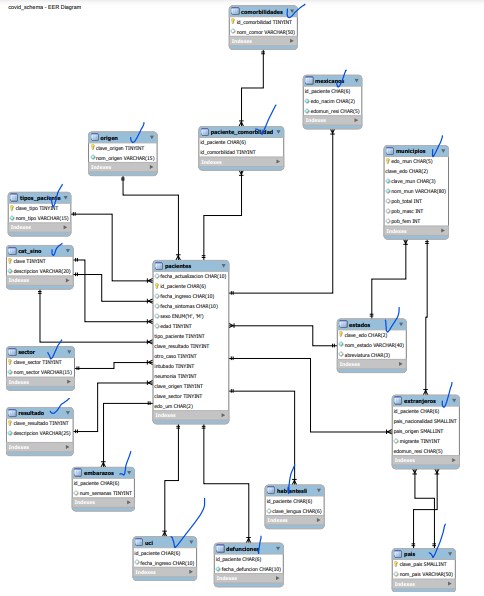 covid_schema - EER Diagram
comorbilidades
id_comorbilidad TINYINT
nom_comor VARCHAR(50)
Indexes
mexicanos
id_paciente CHAR(6)
edo_nacim CHAR(2)
edomun_resi CHAR(5)
Indexes
origen
clave_origen TINYINT
nom_origen VARCHAR(15)
Indexes
paciente_comorbilidad
id_paciente CHAR(6)
id_comorbilidad TINYINT
Indexes
municipios
edo_mun CHAR(5)
clave_edo CHAR(2)
clave_mun CHAR(3)
nom_mun VARCHAR(80)
pob_total INT
pob_masc INT
pob_fem INT
Indexes
tipos_paciente
clave_tipo TINYINT
nom_tipo VARCHAR(15)
Indexes
cat_sino
clave TINYINT
descripcion VARCHAR(20)
Indexes
pacientes
fecha_actualizacion CHAR(10)
id_paciente CHAR(6)
fecha_ingreso CHAR(10)
fecha_sintomas CHAR(10)
sexo ENUM('H', 'M')
edad TINYINT
tipo_paciente TINYINT
clave_resultado TINYINT
otro_caso TINYINT
intubado TINYINT
neumonia TINYINT
clave_origen TINYINT
clave_sector TINYINT
edo_um CHAR(2)
Indexes
estados
clave_edo CHAR(2)
nom_estado VARCHAR(40)
abreviatura CHAR(3)
Indexes
sector
clave_sector TINYINT
nom_sector VARCHAR(15)
Indexes
resultado
clave_resultado TINYINT
descripcion VARCHAR(25)
Indexes
extranjeros
id_paciente CHAR(6)
pais_nacionalidad SMALLINT
pais_origen SMALLINT
migrante TINYINT
edomun_resi CHAR(5)
Indexes
embarazos
id_paciente CHAR(6)
num_semanas TINYINT
Indexes
id_paciente CHAR(6)
clave_lengua CHAR(6)
Indexes
uci
id_paciente CHAR(6)
fecha_ingreso CHAR(10)
Indexes
defunciones
id_paciente CHAR(6)
fecha_defuncion CHAR(10)
Indexes
pais
clave_pais SMALLINT
nom_pais VARCHAR(50)
Indexes